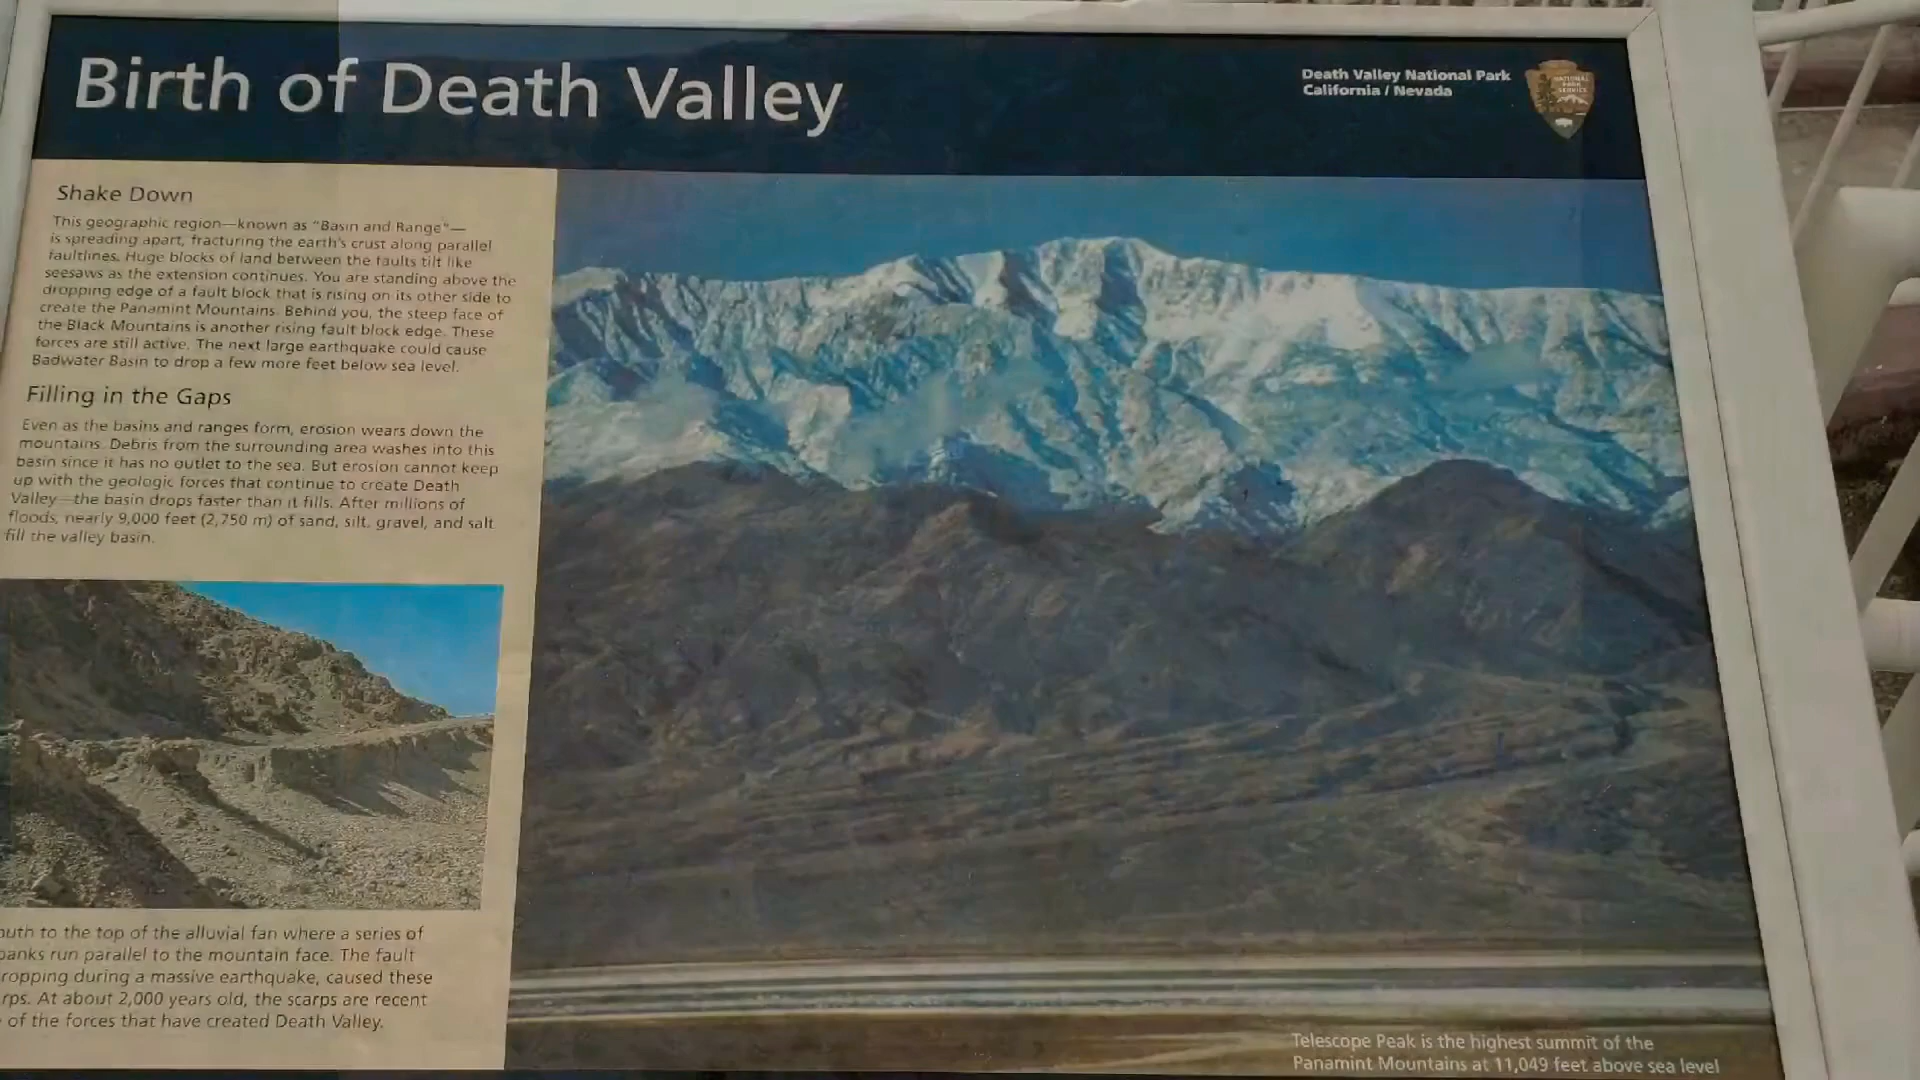 Birth of Death Valley
Death Valley National Park
California / Nevada
NATIONAL
PARK
SERVICE
Shake Down
This geographic region—known as "Basin and Range"—
is spreading apart, fracturing the earth's crust along parallel
faultlines. Huge blocks of land between the faults tilt like
seesaws as the extension continues. You are standing above the
dropping edge of a fault block that is rising on its other side to
create the Panamint Mountains. Behind you, the steep face of
the Black Mountains is another rising fault block edge. These
forces are still active. The next large earthquake could cause
Badwater Basin to drop a few more feet below sea level.
Filling in the Gaps
Even as the basins and ranges form, erosion wears down the
mountains. Debris from the surrounding area washes into this
basin since it has no outlet to the sea. But erosion cannot keep
up with the geologic forces that continue to create Death
Valley—the basin drops faster than it fills. After millions of
floods, nearly 9,000 feet (2,750 m) of sand, silt, gravel, and salt
fill the valley basin.
outh to the top of the alluvial fan where a series of
banks run parallel to the mountain face. The fault
ropping during a massive earthquake, caused these
rps. At about 2,000 years old, the scarps are recent
of the forces that have created Death Valley.
Telescope Peak is the highest summit of the
Panamint Mountains at 11,049 feet above sea level